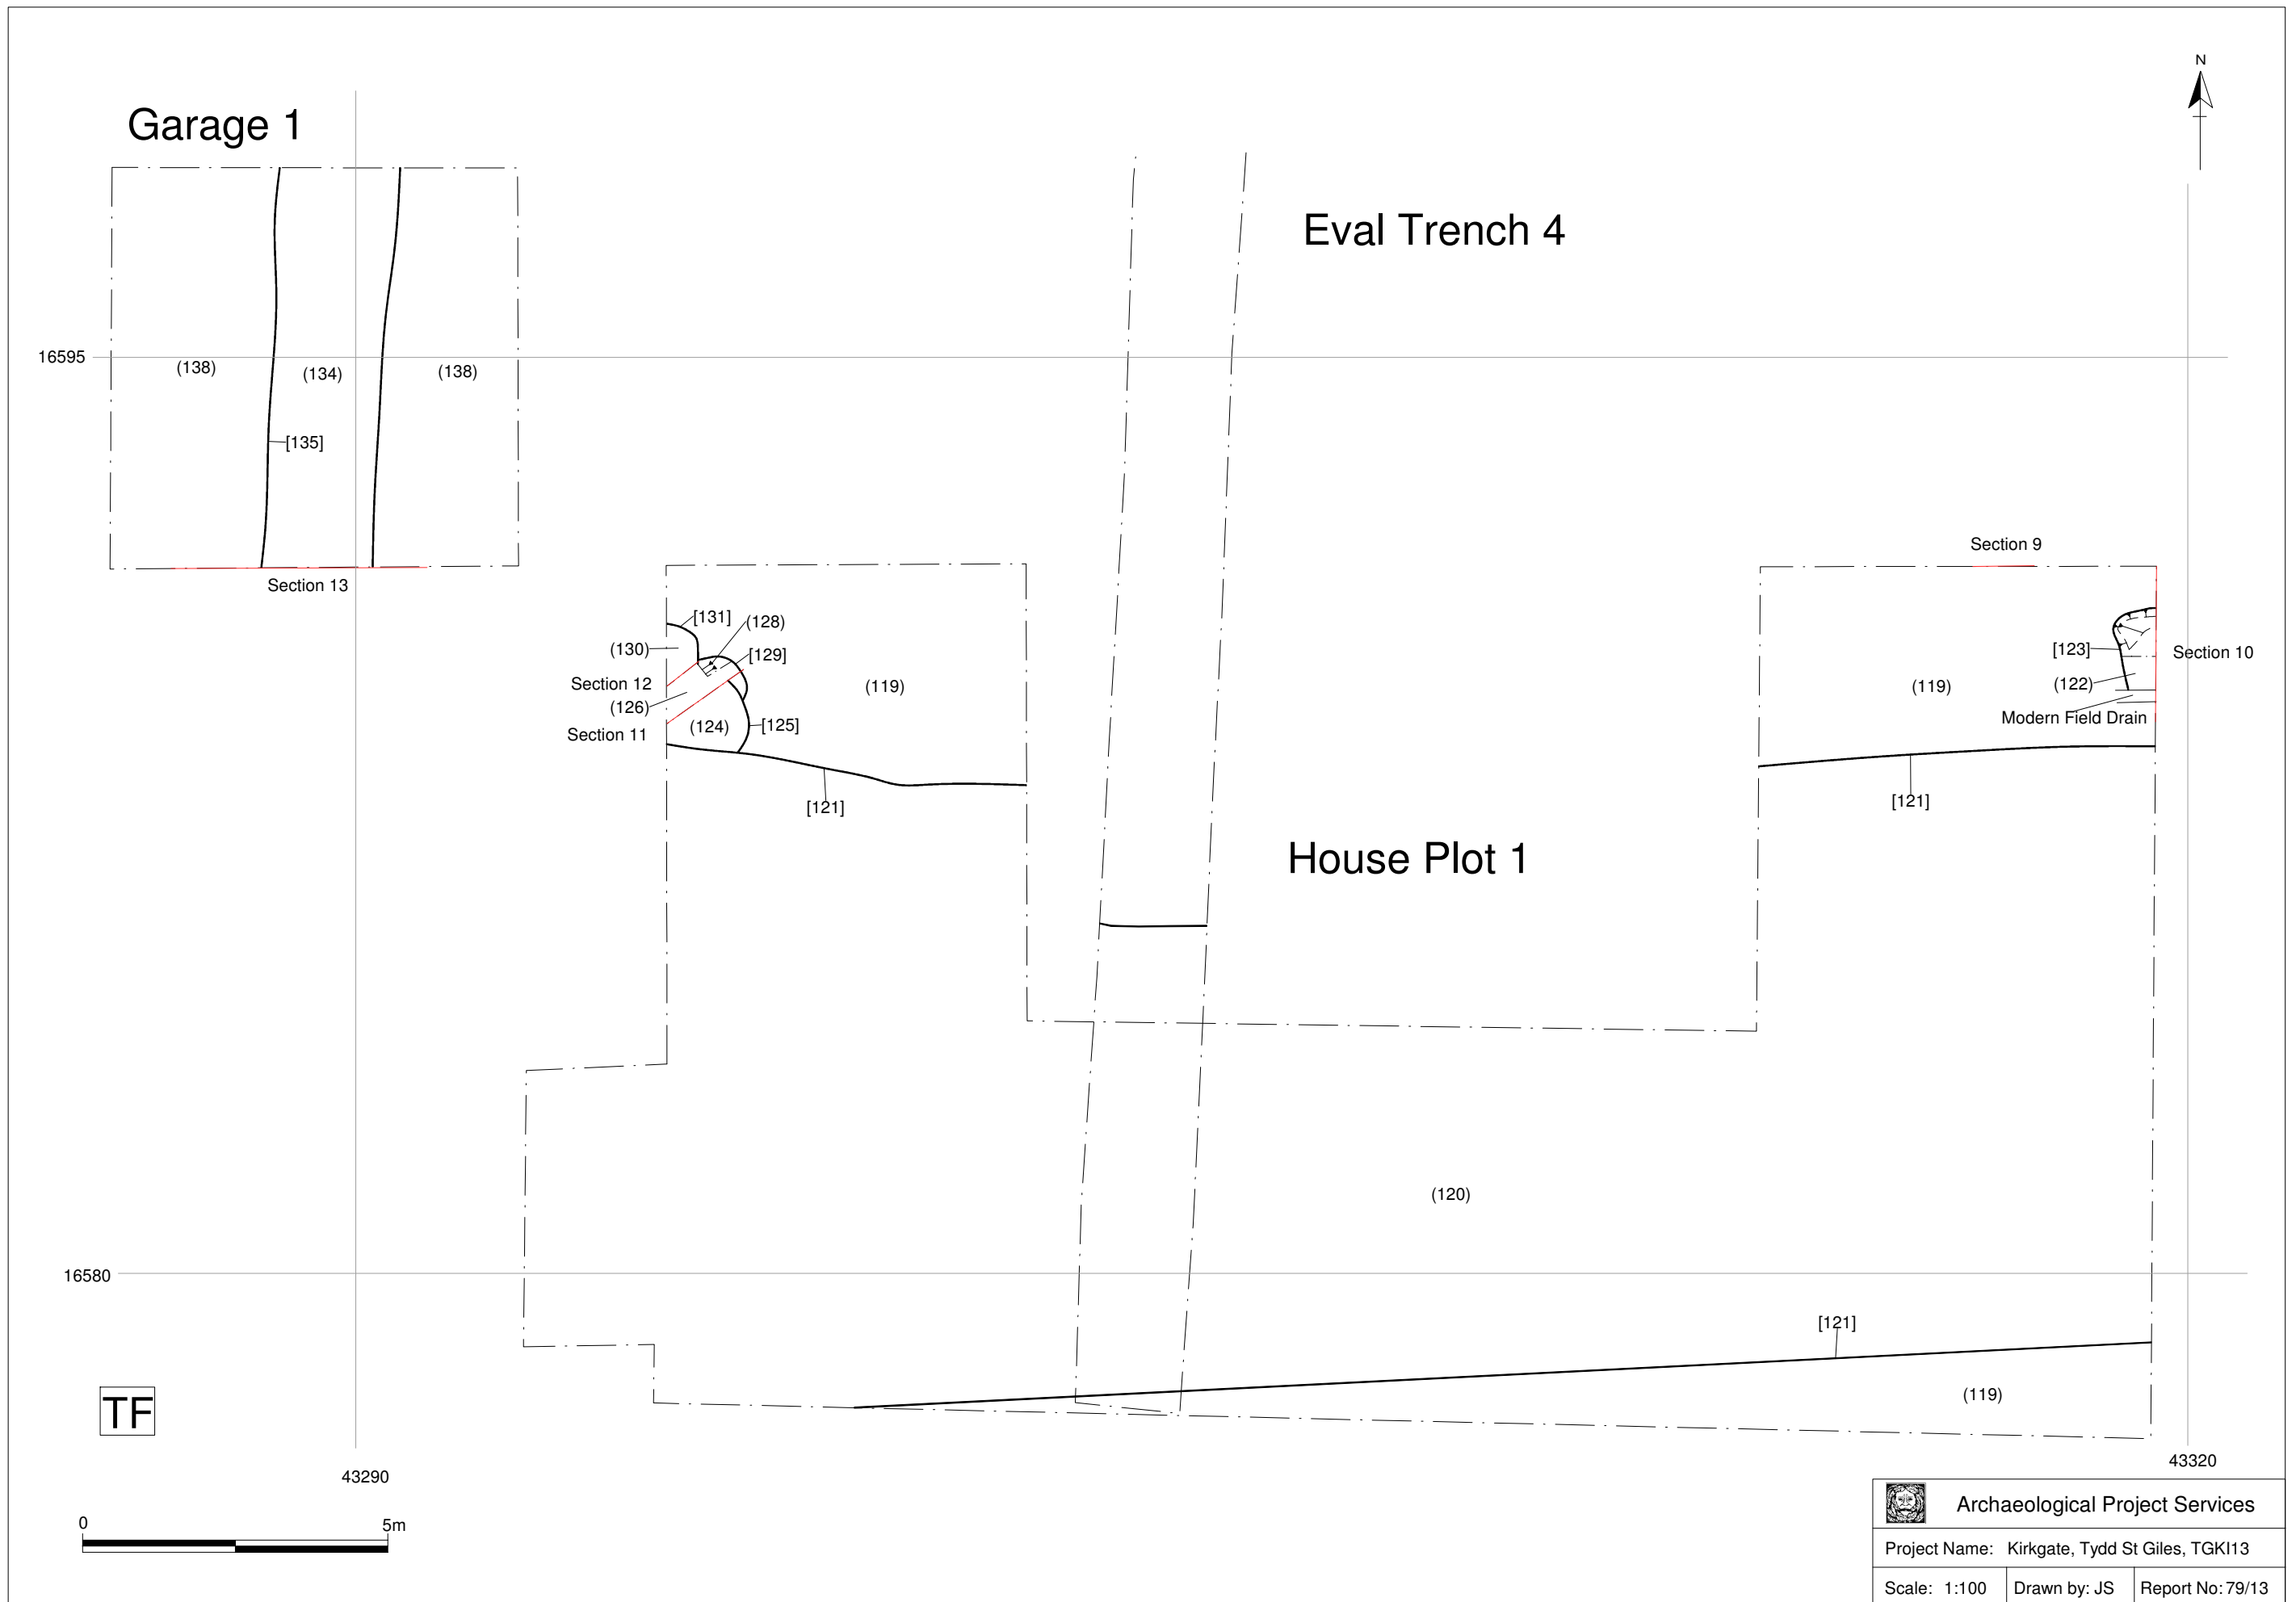 N
Garage 1
Eval Trench 4
16595
(138)
(134)
(138)
[135]
Section 13
Section 9
[131]
(128)
(130)
[129]
Section 12
(126)
Section 11
(124)
[125]
(119)
[121]
[123]
Section 10
(122)
(119)
Modern Field Drain
[121]
House Plot 1
(120)
16580
[121]
(119)
TF
43290
43320
0
5m
Archaeological Project Services
Project Name: Kirkgate, Tydd St Giles, TGKI13
Scale: 1:100
Drawn by: JS
Report No: 79/13